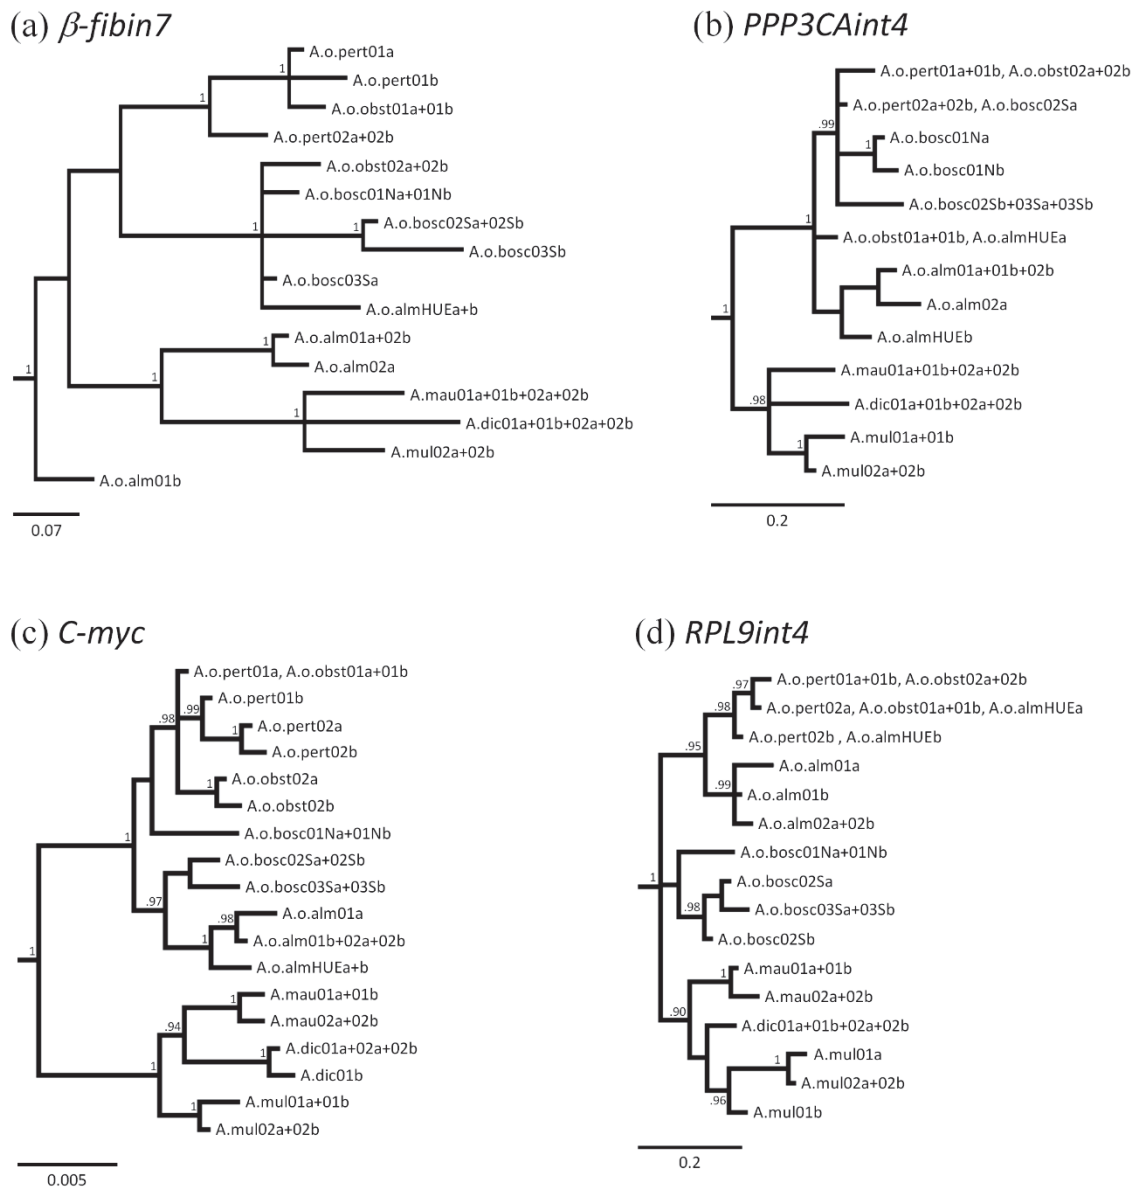 (a) β-fibin7
A.o.pert01a
1
A.o.pert01b
1
A.o.obst01a+01b
A.o.pert02a+02b
A.o.obst02a+02b
A.o.bosc01Na+01Nb
A.o.bosc02Sa+02Sb
1
1
A.o.bosc03Sb
A.o.bosc03Sa
A.o.almHUEa+b
A.o.alm01a+02b
1
A.o.alm02a
1
1
A.mau01a+01b+02a+02b
1
A.dic01a+01b+02a+02b
A.mul02a+02b
A.o.alm01b
0.07
(b) PPP3CAint4
A.o.pert01a+01b, A.o.obst02a+02b
A.o.pert02a+02b, A.o.bosc02Sa
.99
A.o.bosc01Na
1
A.o.bosc01Nb
A.o.bosc02Sb+03Sa+03Sb
1
A.o.obst01a+01b, A.o.almHUEa
A.o.alm01a+01b+02b
A.o.alm02a
1
A.o.almHUEb
A.mau01a+01b+02a+02b
.98
A.dic01a+01b+02a+02b
A.mul01a+01b
1
A.mul02a+02b
0.2
(c) C-myc
A.o.pert01a, A.o.obst01a+01b
A.o.pert01b
.98
.99
A.o.pert02a
1
A.o.pert02b
A.o.obst02a
1
A.o.obst02b
A.o.bosc01Na+01Nb
1
A.o.bosc02Sa+02Sb
A.o.bosc03Sa+03Sb
.97
A.o.alm01a
.98
A.o.alm01b+02a+02b
1
A.o.almHUEa+b
1
A.mau01a+01b
1
A.mau02a+02b
.94
A.dic01a+02a+02b
1
A.dic01b
1
A.mul01a+01b
1
A.mul02a+02b
0.005
(d) RPL9int4
A.o.pert01a+01b, A.o.obst02a+02b
.97
A.o.pert02a, A.o.obst01a+01b, A.o.almHUEa
.98
A.o.pert02b , A.o.almHUEb
.95
A.o.alm01a
.99
A.o.alm01b
A.o.alm02a+02b
A.o.bosc01Na+01Nb
1
A.o.bosc02Sa
.98
A.o.bosc03Sa+03Sb
A.o.bosc02Sb
A.mau01a+01b
1
A.mau02a+02b
.90
A.dic01a+01b+02a+02b
A.mul01a
1
A.mul02a+02b
.96
A.mul01b
0.2